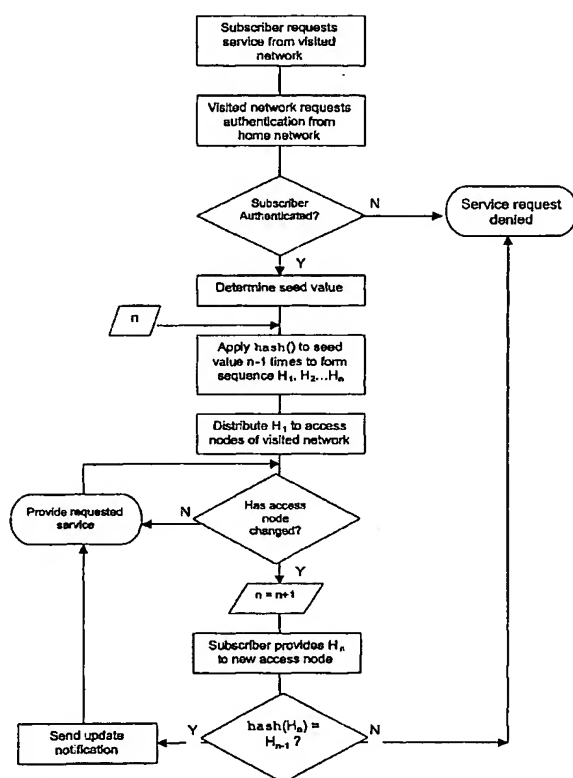 Subscriber requests
service from visited
network
Visited network requests
authentication from
home network
Subscriber
Authenticated?
N
Service request
denied
Y
Determine seed value
n
Apply hash() to seed
value n-1 times to form
sequence H₁, H₂...Hₙ
Distribute H₁ to access
nodes of visited network
Has access
node
changed?
N
Provide requested
service
Y
n = n+1
Subscriber provides Hₙ
to new access node
hash(Hₙ) =
Hₙ₋₁ ?
Y
N
Send update
notification